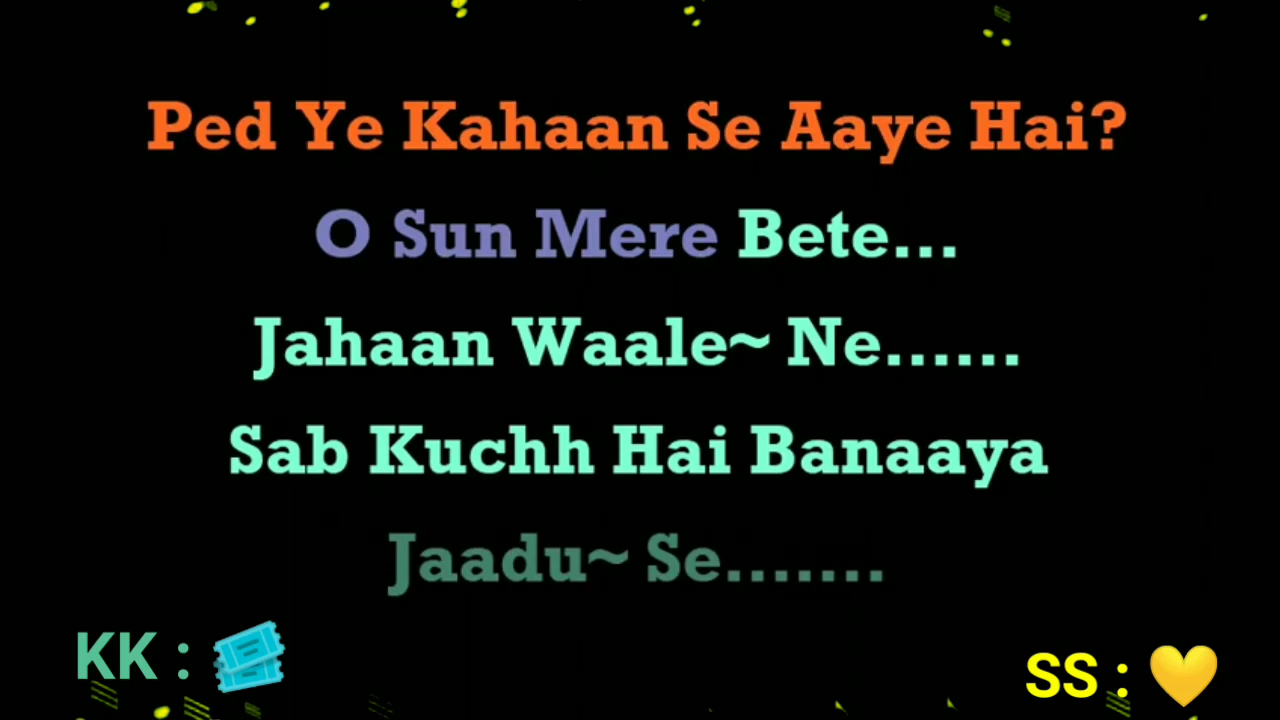 Ped Ye Kahaan Se Aaye Hai?
O Sun Mere Bete...
Jahaan Waale~ Ne......
Sab Kuchh Hai Banaaya
Jaadu~ Se.......
KK : 🎟️
SS : 💛